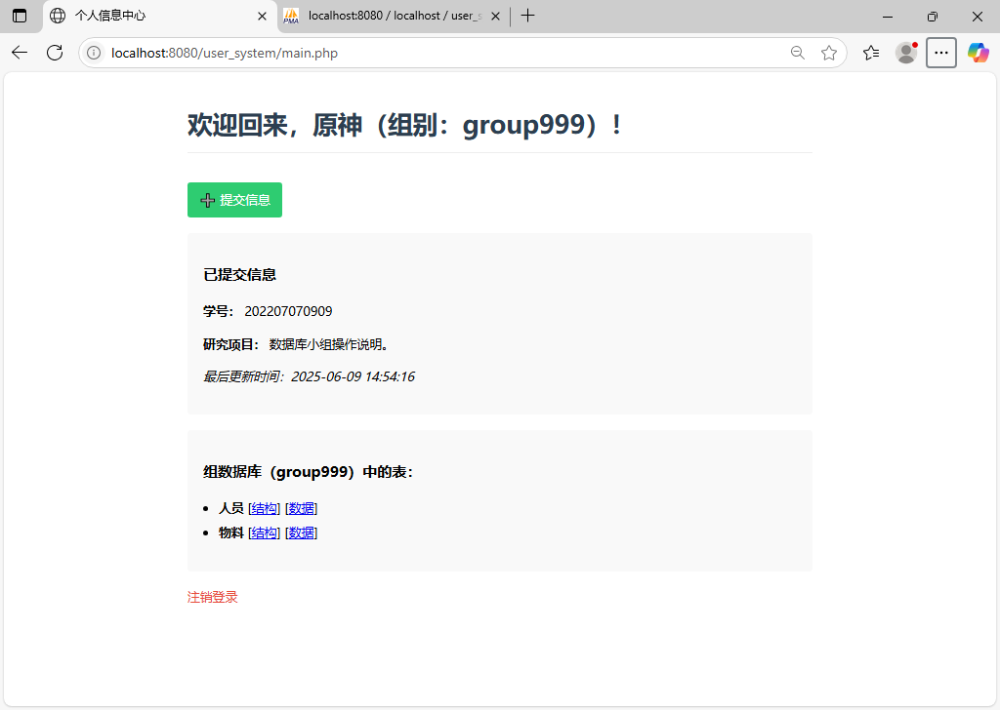 个人信息中心
localhost:8080 / localhost / user_s
localhost:8080/user_system/main.php
欢迎回来，原神（组别：group999）！
提交信息
已提交信息
学号： 202207070909
研究项目： 数据库小组操作说明。
最后更新时间：2025-06-09 14:54:16
组数据库（group999）中的表：
人员 [结构] [数据]
物料 [结构] [数据]
注销登录